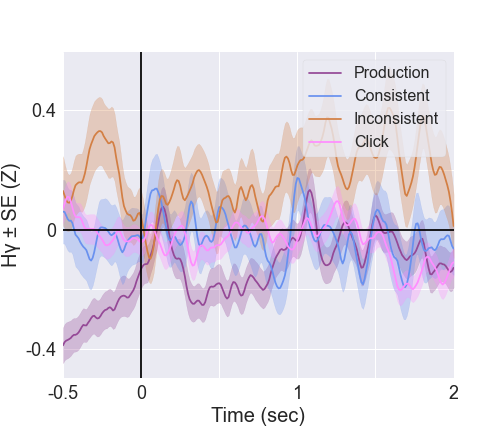 Production
Consistent
Inconsistent
Click
Hγ ± SE (Z)
0.4
0
-0.4
-0.5 0 1 2
Time (sec)